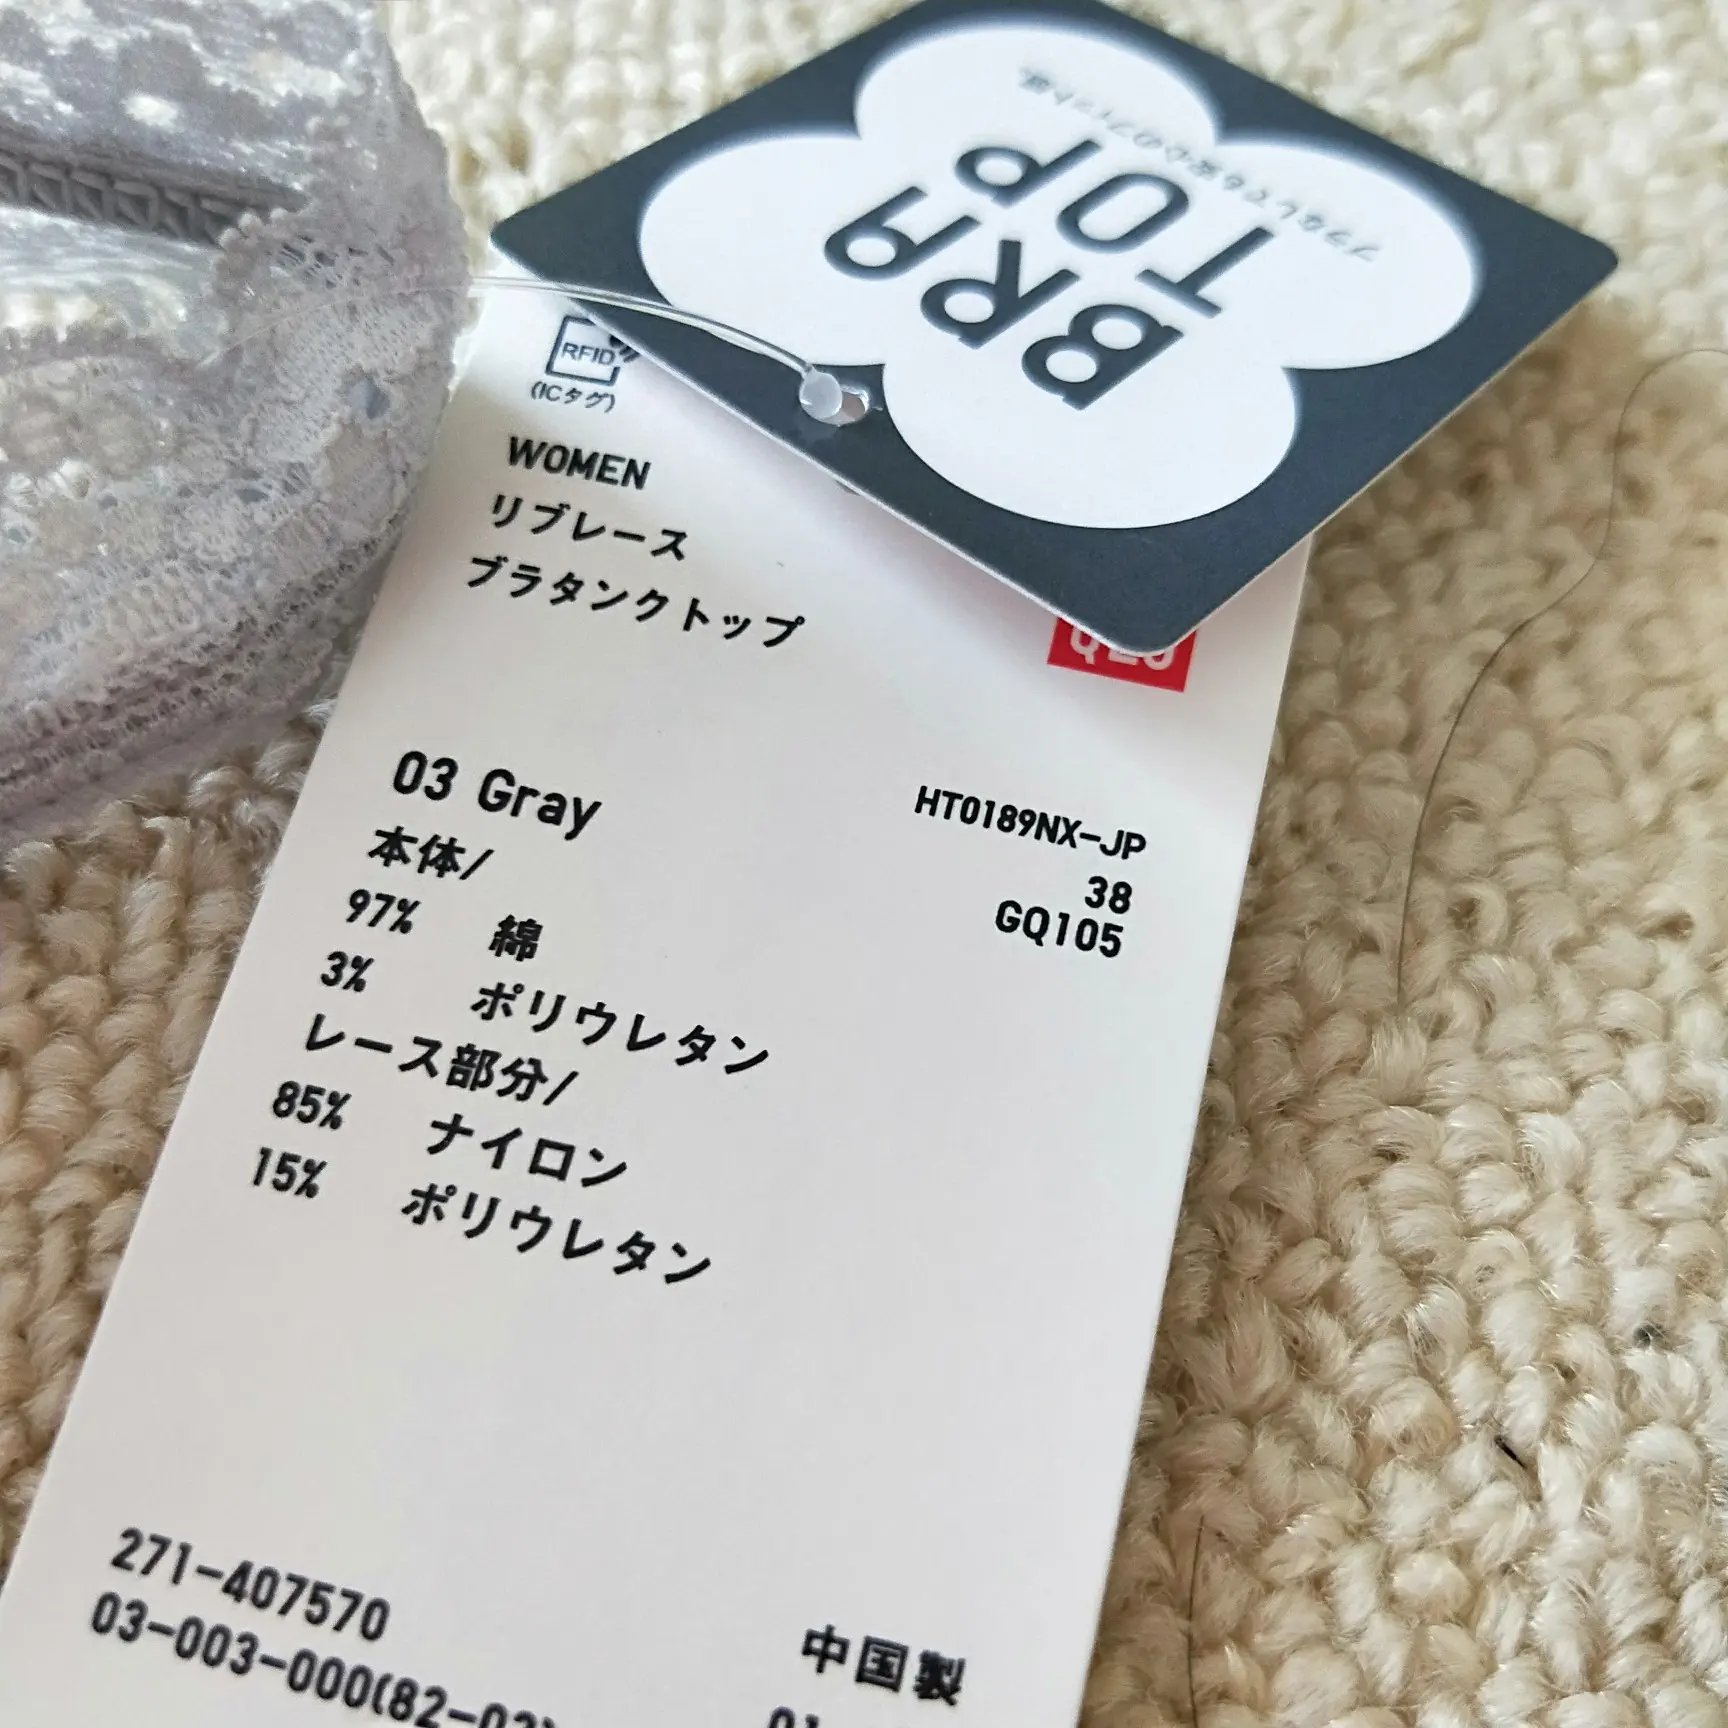 BRA
TOP
RFID
(ICタグ)
WOMEN
リブレース
ブラタンクトップ
03 Gray
HT0189NX-JP
38
GQ105
本体/
97% 綿
3% ポリウレタン
レース部分/
85% ナイロン
15% ポリウレタン
271-407570
03-003-000(82-02)
中国製
01